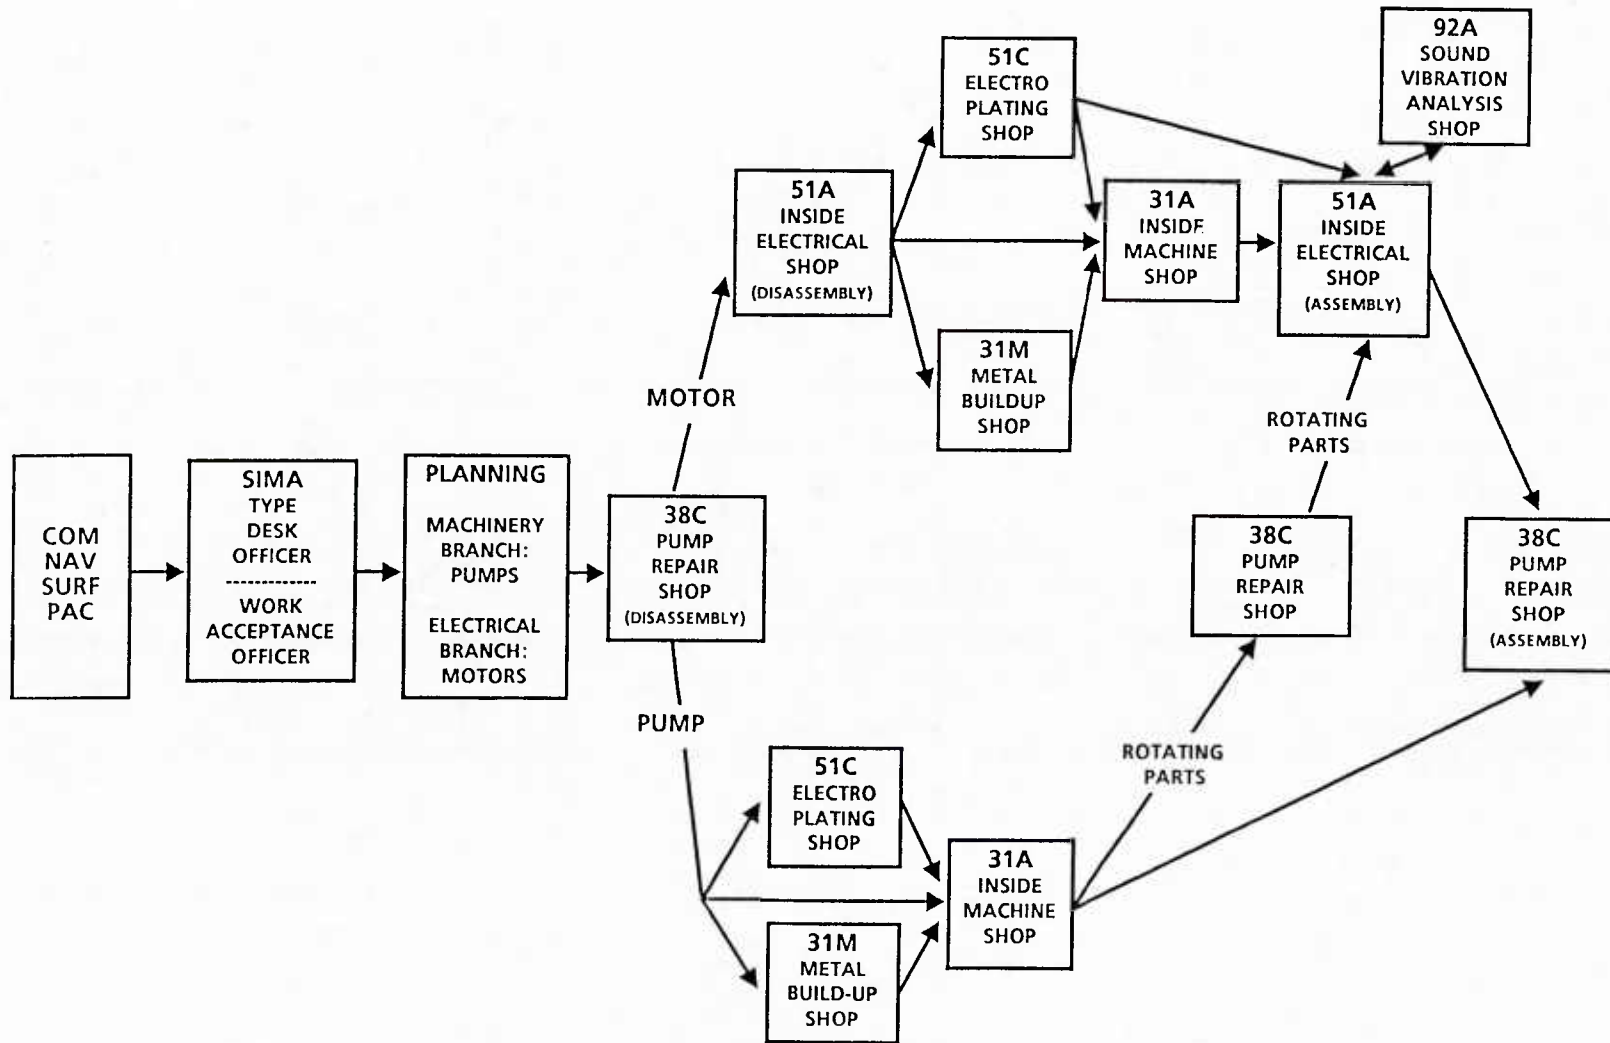 COM
NAV
SURF
PAC
SIMA
TYPE
DESK
OFFICER
WORK
ACCEPTANCE
OFFICER
PLANNING
MACHINERY
BRANCH:
PUMPS
ELECTRICAL
BRANCH:
MOTORS
38C
PUMP
REPAIR
SHOP
(DISASSEMBLY)
MOTOR
51A
INSIDE
ELECTRICAL
SHOP
(DISASSEMBLY)
51C
ELECTRO
PLATING
SHOP
31M
METAL
BUILDUP
SHOP
31A
INSIDE
MACHINE
SHOP
51A
INSIDE
ELECTRICAL
SHOP
(ASSEMBLY)
92A
SOUND
VIBRATION
ANALYSIS
SHOP
PUMP
51C
ELECTRO
PLATING
SHOP
31M
METAL
BUILD-UP
SHOP
31A
INSIDE
MACHINE
SHOP
ROTATING
PARTS
38C
PUMP
REPAIR
SHOP
ROTATING
PARTS
38C
PUMP
REPAIR
SHOP
(ASSEMBLY)